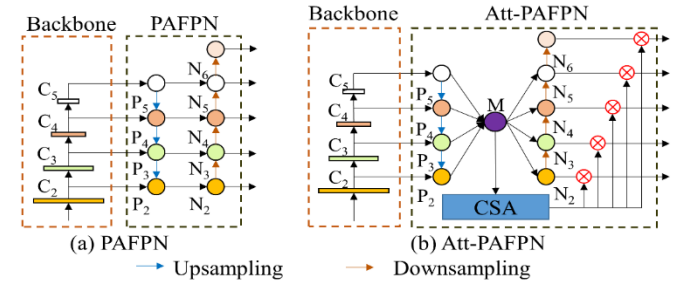 Backbone
PAFPN
C5
C4
C3
C2
P5
P4
P3
P2
N6
N5
N4
N3
N2
(a) PAFPN
Backbone
Att-PAFPN
C5
C4
C3
C2
P5
P4
P3
P2
M
N6
N5
N4
N3
N2
CSA
(b) Att-PAFPN
Upsampling
Downsampling